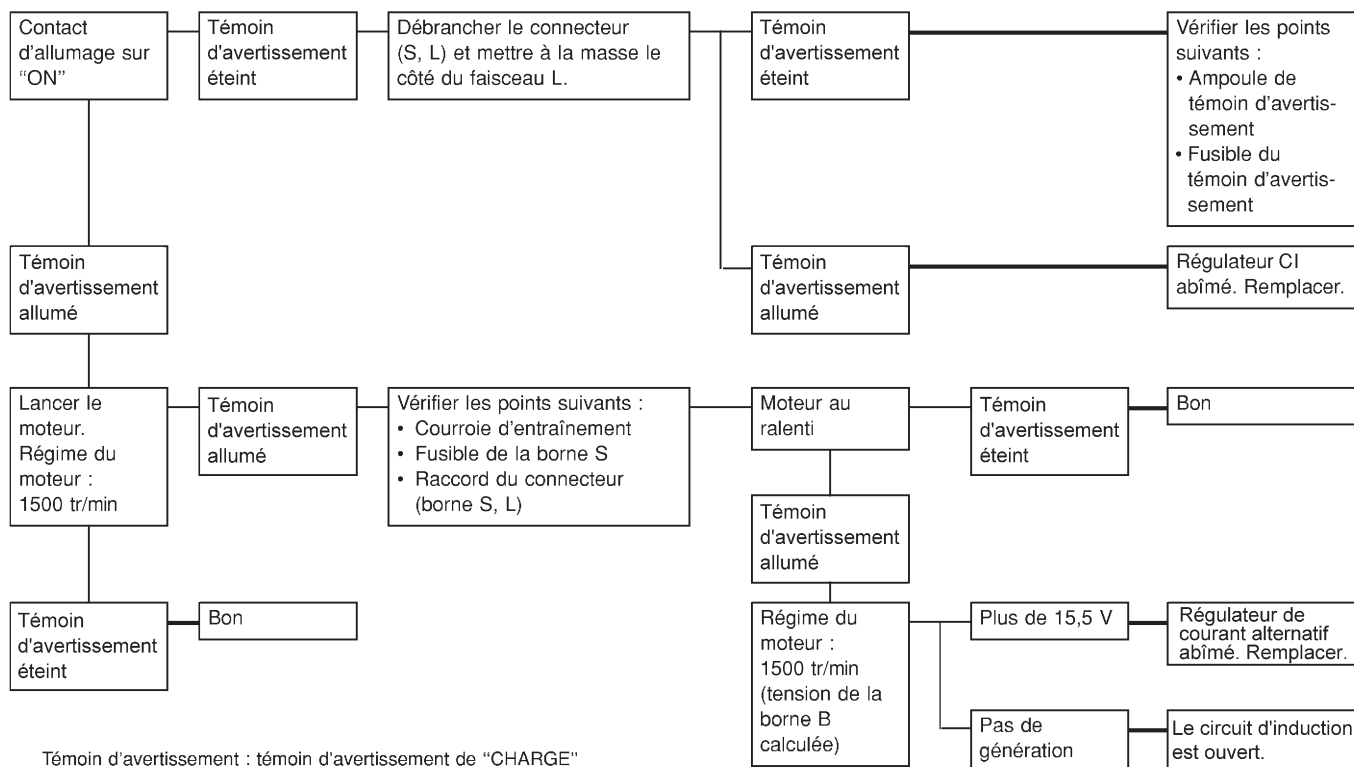 Contact
d'allumage sur
“ON”
Témoin
d'avertissement
éteint
Débrancher le connecteur
(S, L) et mettre à la masse le
côté du faisceau L.
Témoin
d'avertissement
éteint
Vérifier les points
suivants :
• Ampoule de
témoin d'avertis-
sement
• Fusible du
témoin d'avertis-
sement
Témoin
d'avertissement
allumé
Témoin
d'avertissement
allumé
Régulateur CI
abîmé. Remplacer.
Lancer le
moteur.
Régime du
moteur :
1500 tr/min
Témoin
d'avertissement
allumé
Vérifier les points suivants :
• Courroie d'entraînement
• Fusible de la borne S
• Raccord du connecteur
(borne S, L)
Moteur au
ralenti
Témoin
d'avertissement
éteint
Bon
Témoin
d'avertissement
allumé
Témoin
d'avertissement
éteint
Bon
Régime du
moteur :
1500 tr/min
(tension de la
borne B
calculée)
Plus de 15,5 V
Régulateur de
courant alternatif
abîmé. Remplacer.
Pas de
génération
Le circuit d'induction
est ouvert.
Témoin d'avertissement : témoin d'avertissement de “CHARGE”